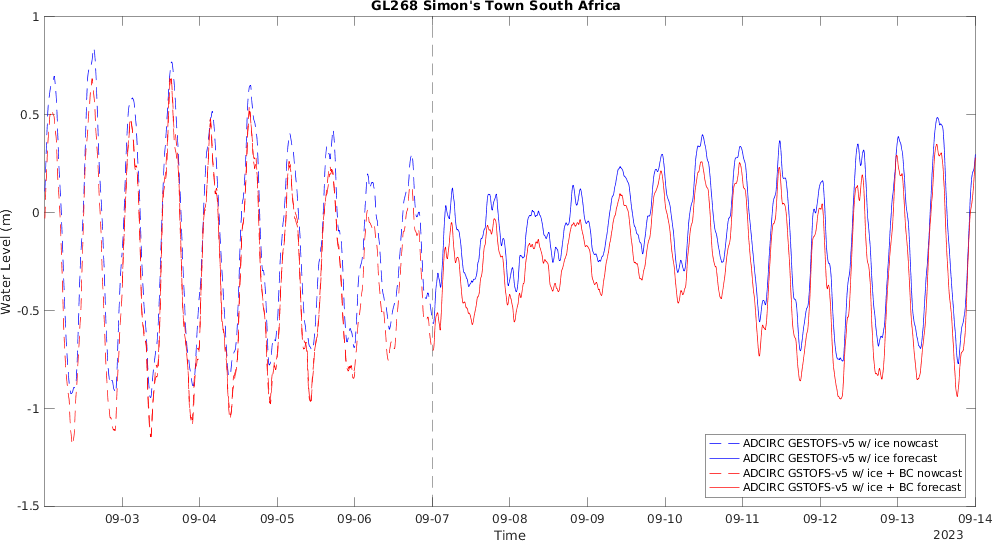 GL268 Simon's Town South Africa
1
0.5
0
-0.5
-1
-1.5
Water Level (m)
ADCIRC GESTOFS-v5 w/ ice nowcast
ADCIRC GESTOFS-v5 w/ ice forecast
ADCIRC GSTOFS-v5 w/ ice + BC nowcast
ADCIRC GSTOFS-v5 w/ ice + BC forecast
09-03 09-04 09-05 09-06 09-07 09-08 09-09 09-10 09-11 09-12 09-13 09-14
Time
2023